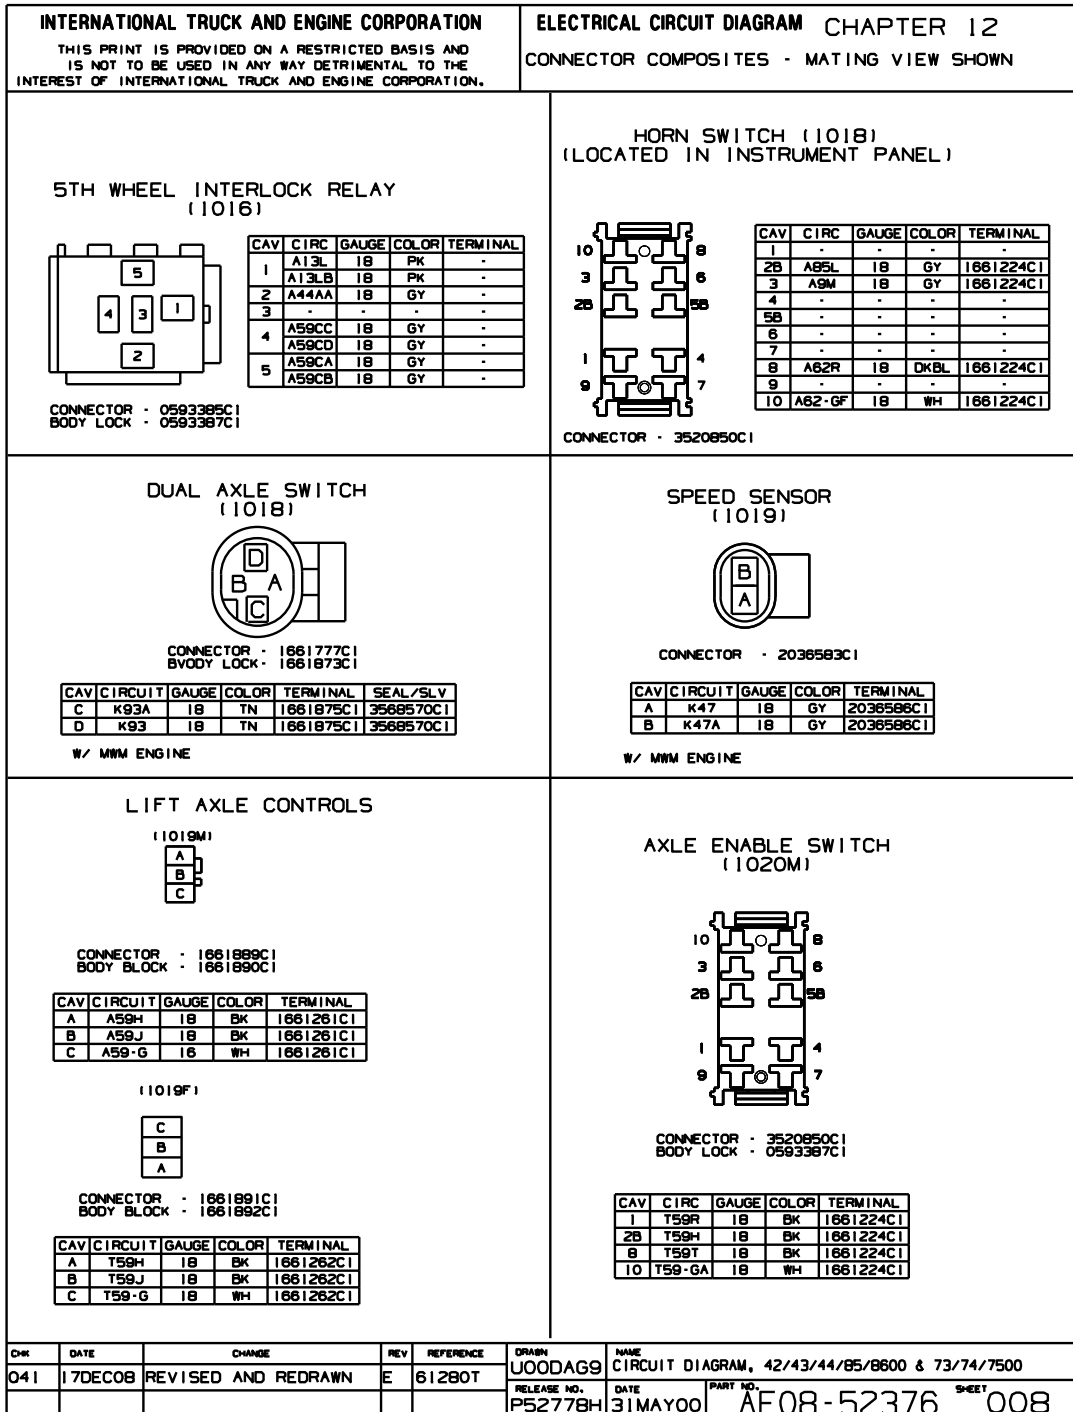 INTERNATIONAL TRUCK AND ENGINE CORPORATION
THIS PRINT IS PROVIDED ON A RESTRICTED BASIS AND
IS NOT TO BE USED IN ANY WAY DETRIMENTAL TO THE
INTEREST OF INTERNATIONAL TRUCK AND ENGINE CORPORATION.
ELECTRICAL CIRCUIT DIAGRAM CHAPTER 12
CONNECTOR COMPOSITES - MATING VIEW SHOWN
5TH WHEEL INTERLOCK RELAY
(1016)
5
4 3 1
2
CAV CIRC GAUGE COLOR TERMINAL
1 A13L 18 PK -
A13LB 18 PK -
2 A44AA 18 GY -
3 - - - -
4 A59CC 18 GY -
A59CD 18 GY -
5 A59CA 18 GY -
A59CB 18 GY -
CONNECTOR - 0593385C1
BODY LOCK - 0593387C1
HORN SWITCH (1018)
(LOCATED IN INSTRUMENT PANEL)
10 8
3 6
2B 5B
1 4
9 7
CAV CIRC GAUGE COLOR TERMINAL
1 - - - -
2B A85L 18 GY 1661224C1
3 A9M 18 GY 1661224C1
4 - - - -
5B - - - -
6 - - - -
7 - - - -
8 A62R 18 DKBL 1661224C1
9 - - - -
10 A62-GF 18 WH 1661224C1
CONNECTOR - 3520850C1
DUAL AXLE SWITCH
(1018)
D
B A
C
CONNECTOR - 1661777C1
BVODY LOCK- 1661873C1
CAV CIRCUIT GAUGE COLOR TERMINAL SEAL/SLV
C K93A 18 TN 1661875C1 3568570C1
D K93 18 TN 1661875C1 3568570C1
W/ MWM ENGINE
SPEED SENSOR
(1019)
B
A
CONNECTOR - 2036583C1
CAV CIRCUIT GAUGE COLOR TERMINAL
A K47 18 GY 2036586C1
B K47A 18 GY 2036586C1
W/ MWM ENGINE
LIFT AXLE CONTROLS
(1019M)
A
B
C
CONNECTOR - 1661889C1
BODY BLOCK - 1661890C1
CAV CIRCUIT GAUGE COLOR TERMINAL
A A59H 18 BK 1661261C1
B A59J 18 BK 1661261C1
C A59-G 16 WH 1661261C1
(1019F)
C
B
A
CONNECTOR - 1661891C1
BODY BLOCK - 1661892C1
CAV CIRCUIT GAUGE COLOR TERMINAL
A T59H 18 BK 1661262C1
B T59J 18 BK 1661262C1
C T59-G 18 WH 1661262C1
AXLE ENABLE SWITCH
(1020M)
10 8
3 6
2B 5B
1 4
9 7
CONNECTOR - 3520850C1
BODY LOCK - 0593387C1
CAV CIRC GAUGE COLOR TERMINAL
1 T59R 18 BK 1661224C1
2B T59H 18 BK 1661224C1
8 T59T 18 BK 1661224C1
10 T59-GA 18 WH 1661224C1
CHK DATE CHANGE REV REFERENCE
041 17DEC08 REVISED AND REDRAWN E 61280T
DRAWN
U00DAG9
NAME
CIRCUIT DIAGRAM, 42/43/44/85/8600 & 73/74/7500
RELEASE NO.
P52778H
DATE
31MAY00
PART NO.
AE08-52376
SHEET
008